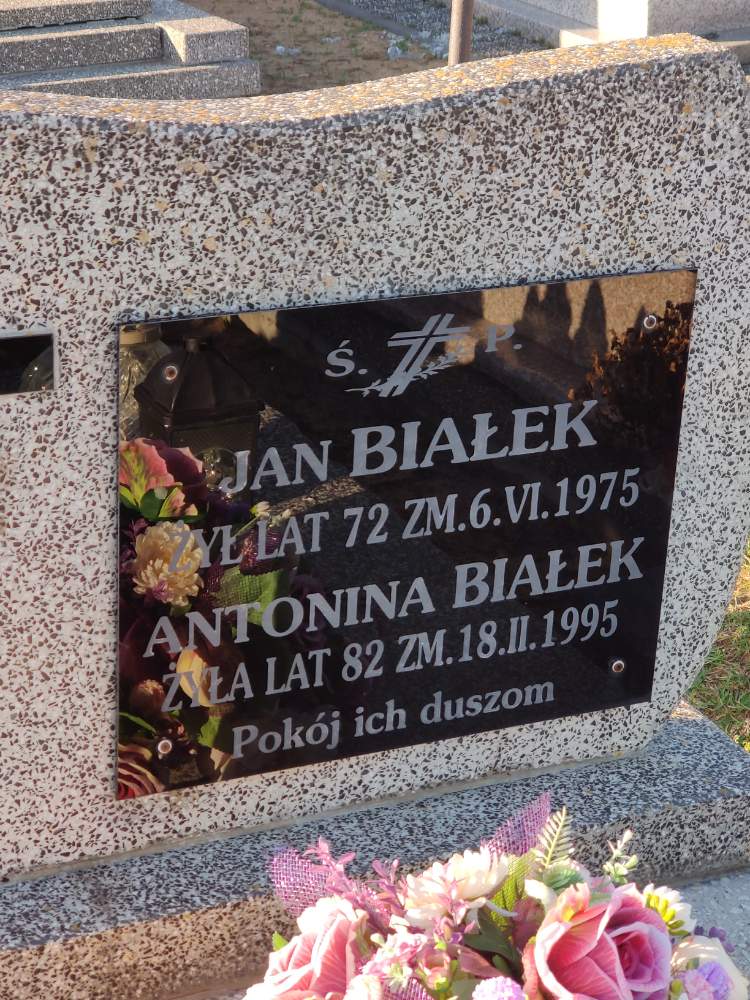 Ś. P.
JAN BIAŁEK
ŻYŁ LAT 72 ZM.6.VI.1975
ANTONINA BIAŁEK
ŻYŁA LAT 82 ZM.18.II.1995
Pokój ich duszom